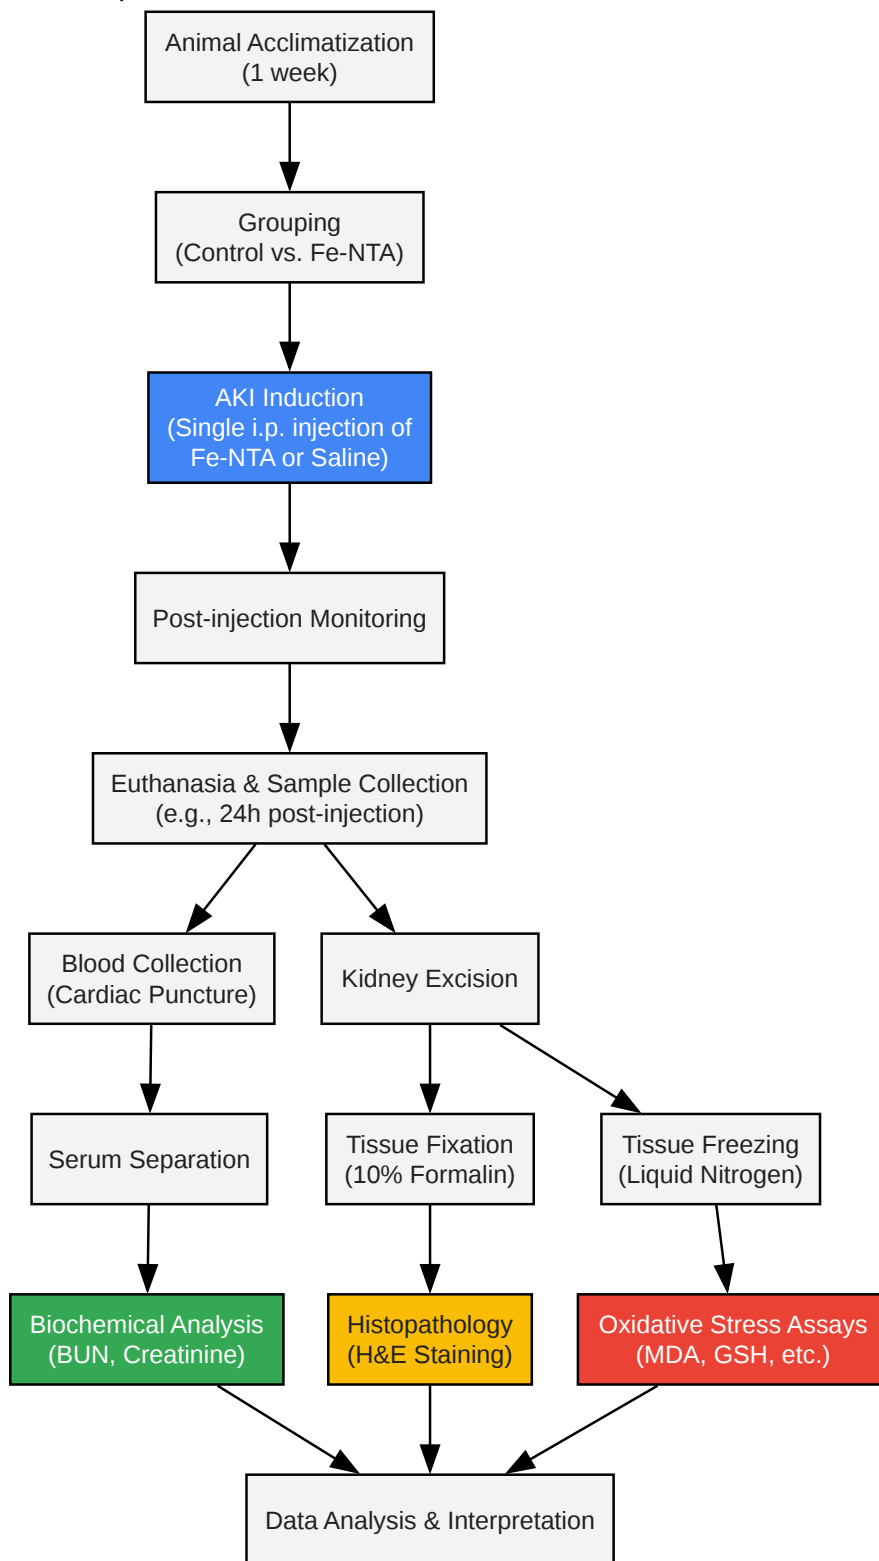 Animal Acclimatization
(1 week)
Grouping
(Control vs. Fe-NTA)
AKI Induction
(Single i.p. injection of
Fe-NTA or Saline)
Post-injection Monitoring
Euthanasia & Sample Collection
(e.g., 24h post-injection)
Blood Collection
(Cardiac Puncture)
Kidney Excision
Serum Separation
Tissue Fixation
(10% Formalin)
Tissue Freezing
(Liquid Nitrogen)
Biochemical Analysis
(BUN, Creatinine)
Histopathology
(H&E Staining)
Oxidative Stress Assays
(MDA, GSH, etc.)
Data Analysis & Interpretation